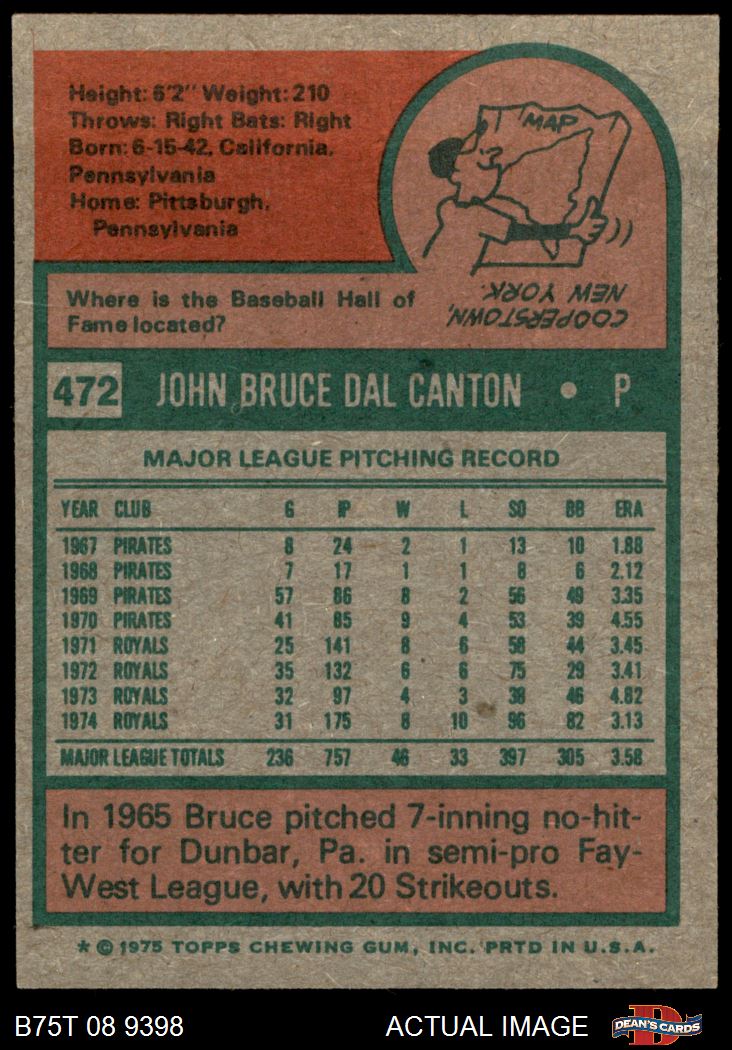 Height: 6'2" Weight: 210
Throws: Right Bats: Right
Born: 6-15-42, California,
Pennsylvania
Home: Pittsburgh,
Pennsylvania
MAP
COOPERSTOWN,
NEW YORK.
Where is the Baseball Hall of
Fame located?
472 JOHN BRUCE DAL CANTON • P
MAJOR LEAGUE PITCHING RECORD
YEAR CLUB G IP W L SO BB ERA
1967 PIRATES 8 24 2 1 13 10 1.88
1968 PIRATES 7 17 1 1 8 6 2.12
1969 PIRATES 57 86 8 2 56 49 3.35
1970 PIRATES 41 85 9 4 53 39 4.55
1971 ROYALS 25 141 8 6 58 44 3.45
1972 ROYALS 35 132 6 6 75 29 3.41
1973 ROYALS 32 97 4 3 38 46 4.82
1974 ROYALS 31 175 8 10 96 82 3.13
MAJOR LEAGUE TOTALS 236 757 46 33 397 305 3.58
In 1965 Bruce pitched 7-inning no-hit-
ter for Dunbar, Pa. in semi-pro Fay-
West League, with 20 Strikeouts.
* © 1975 TOPPS CHEWING GUM, INC. PRTD IN U.S.A.
B75T 08 9398 ACTUAL IMAGE
D
DEAN'S CARDS